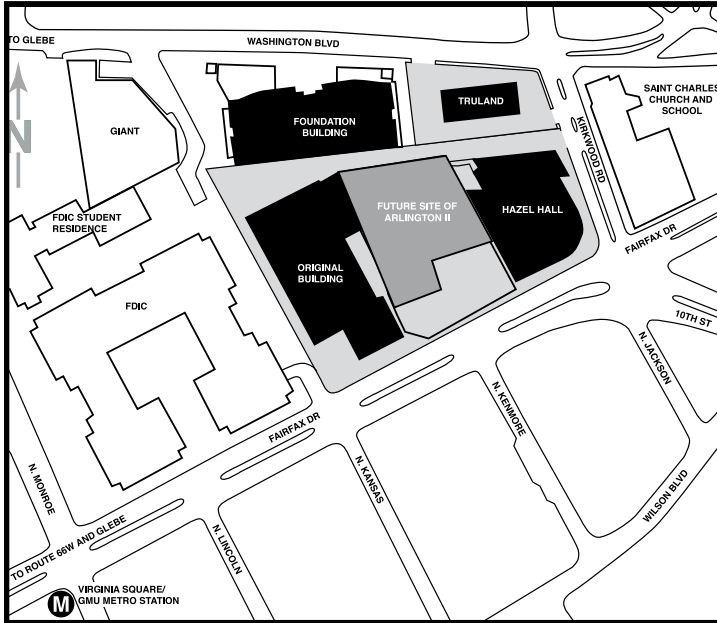 TO GLEBE
WASHINGTON BLVD
N
GIANT
FOUNDATION
BUILDING
TRULAND
KIRKWOOD RD
SAINT CHARLES
CHURCH AND
SCHOOL
FDIC STUDENT
RESIDENCE
FUTURE SITE OF
ARLINGTON II
HAZEL HALL
FAIRFAX DR
ORIGINAL
BUILDING
FDIC
10TH ST
N. JACKSON
N. KENMORE
FAIRFAX DR
N. MONROE
N. KANSAS
WILSON BLVD
N. LINCOLN
TO ROUTE 66W AND GLEBE
M
VIRGINIA SQUARE/
GMU METRO STATION